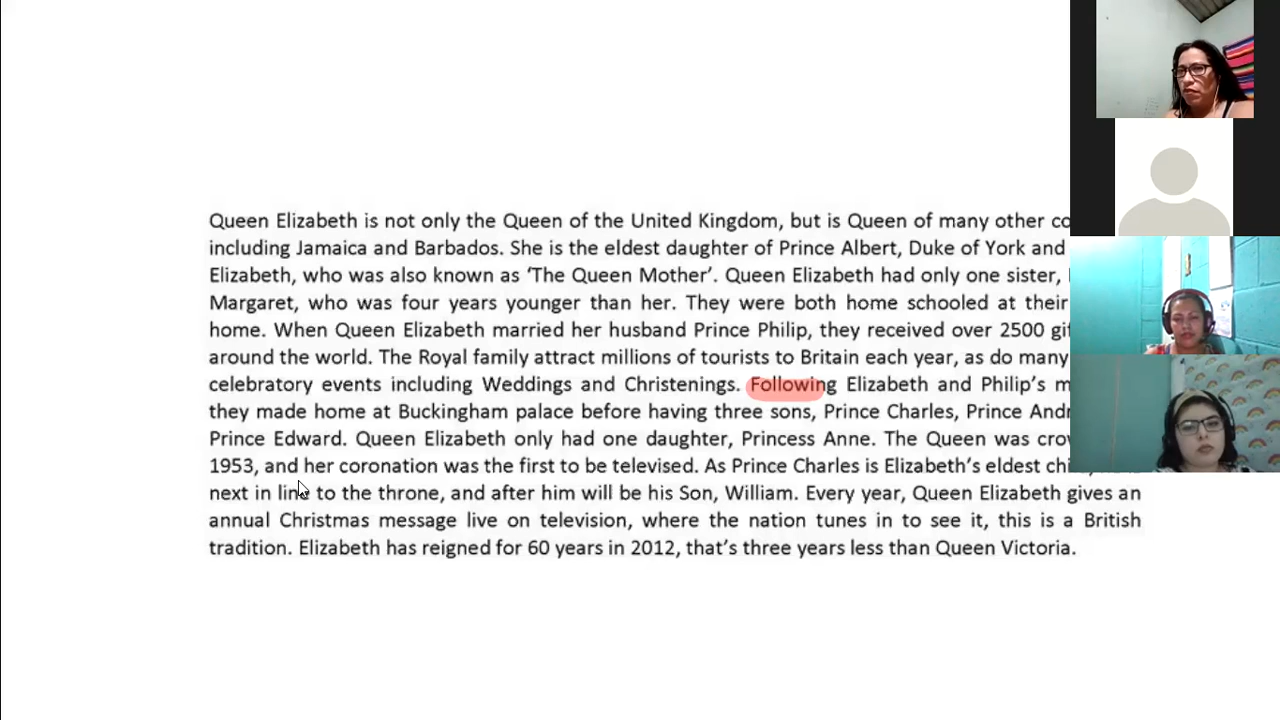 Queen Elizabeth is not only the Queen of the United Kingdom, but is Queen of many other
including Jamaica and Barbados. She is the eldest daughter of Prince Albert, Duke of York and
Elizabeth, who was also known as ‘The Queen Mother’. Queen Elizabeth had only one sister,
Margaret, who was four years younger than her. They were both home schooled at their
home. When Queen Elizabeth married her husband Prince Philip, they received over 2500
around the world. The Royal family attract millions of tourists to Britain each year, as do many
celebratory events including Weddings and Christenings. Following Elizabeth and Philip’s
they made home at Buckingham palace before having three sons, Prince Charles, Prince
Prince Edward. Queen Elizabeth only had one daughter, Princess Anne. The Queen was
1953, and her coronation was the first to be televised. As Prince Charles is Elizabeth’s eldest
next in line to the throne, and after him will be his Son, William. Every year, Queen Elizabeth gives an
annual Christmas message live on television, where the nation tunes in to see it, this is a British
tradition. Elizabeth has reigned for 60 years in 2012, that’s three years less than Queen Victoria.